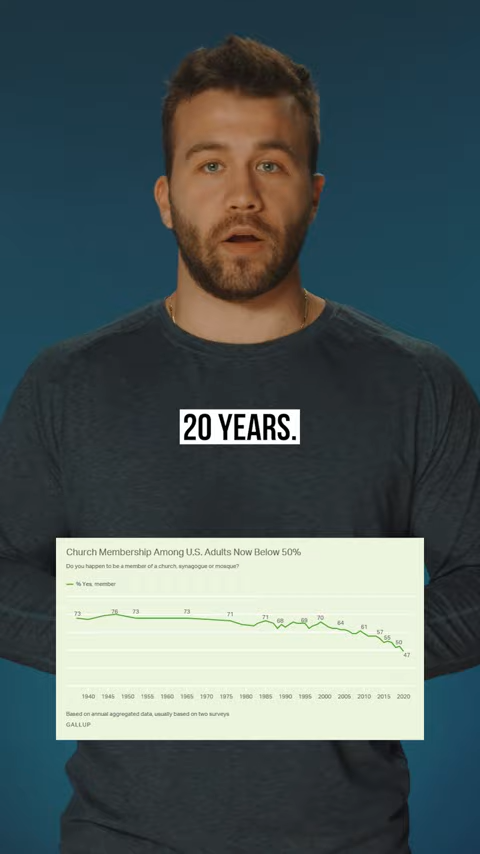 20 YEARS.
Church Membership Among U.S. Adults Now Below 50%
Do you happen to be a member of a church, synagogue or mosque?
% Yes, member
73 76 73 73 71 71 68 69 70 64 61 57 55 50 47
1940 1945 1950 1955 1960 1965 1970 1975 1980 1985 1990 1995 2000 2005 2010 2015 2020
Based on annual aggregated data, usually based on two surveys
GALLUP